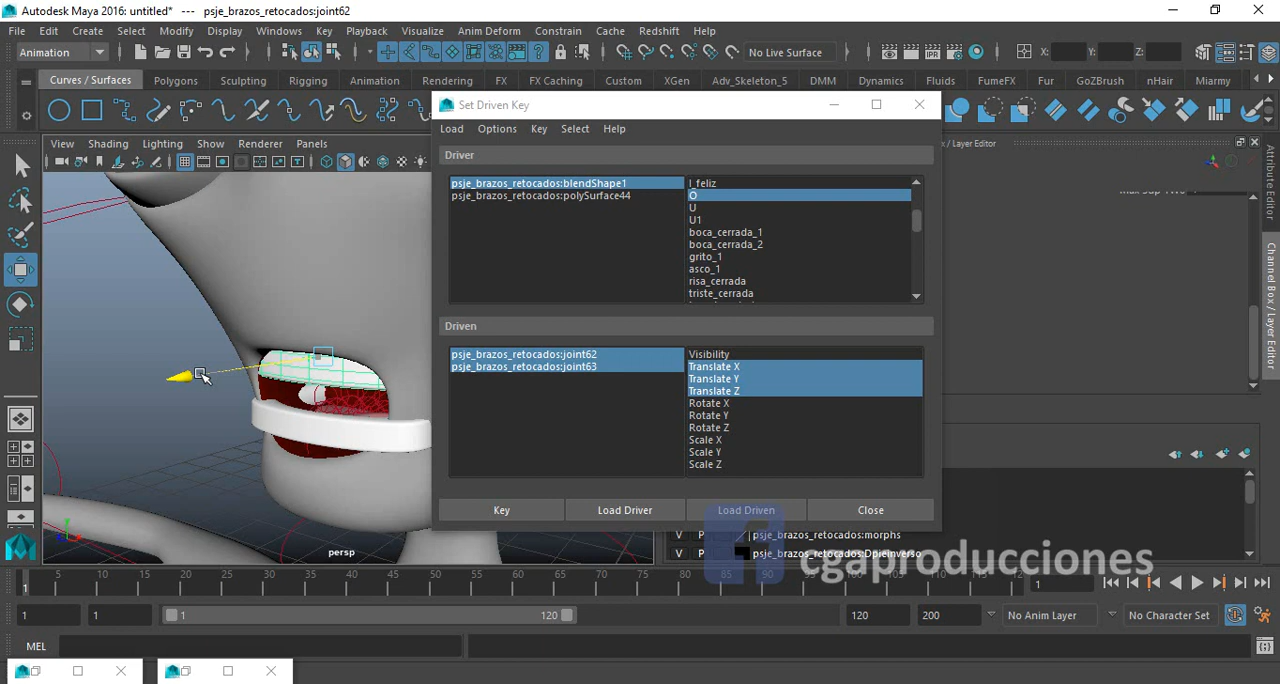 Autodesk Maya 2016: untitled* --- psje_brazos_retocados:joint62
File Edit Create Select Modify Display Windows Key Playback Visualize Anim Deform Constrain Cache Redshift Help
Animation No Live Surface X: Y: Z:
Curves / Surfaces Polygons Sculpting Rigging Animation Rendering FX FX Caching Custom XGen Adv_Skeleton_5 DMM Dynamics Fluids FumeFX Fur GoZBrush nHair Miarmy
Set Driven Key
Load Options Key Select Help
View Shading Lighting Show Renderer Panels
/ Layer Editor
Driver
psje_brazos_retocados:blendShape1
psje_brazos_retocados:polySurface44
I_feliz
O
U
U1
boca_cerrada_1
boca_cerrada_2
grito_1
asco_1
risa_cerrada
triste_cerrada
Driven
psje_brazos_retocados:joint62
psje_brazos_retocados:joint63
Visibility
Translate X
Translate Y
Translate Z
Rotate X
Rotate Y
Rotate Z
Scale X
Scale Y
Scale Z
Key Load Driver Load Driven Close
Attribute Editor
Channel Box / Layer Editor
V P psje_brazos_retocados:morphs
V P psje_brazos_retocados:Dpieinverso
persp
cgaproducciones
5 10 15 20 25 30 35 40 45 50 55 60 65 70 75 80 85 90 95 100 105 110 115 12
1 1
1 1 1 120 120 200 No Anim Layer No Character Set
MEL